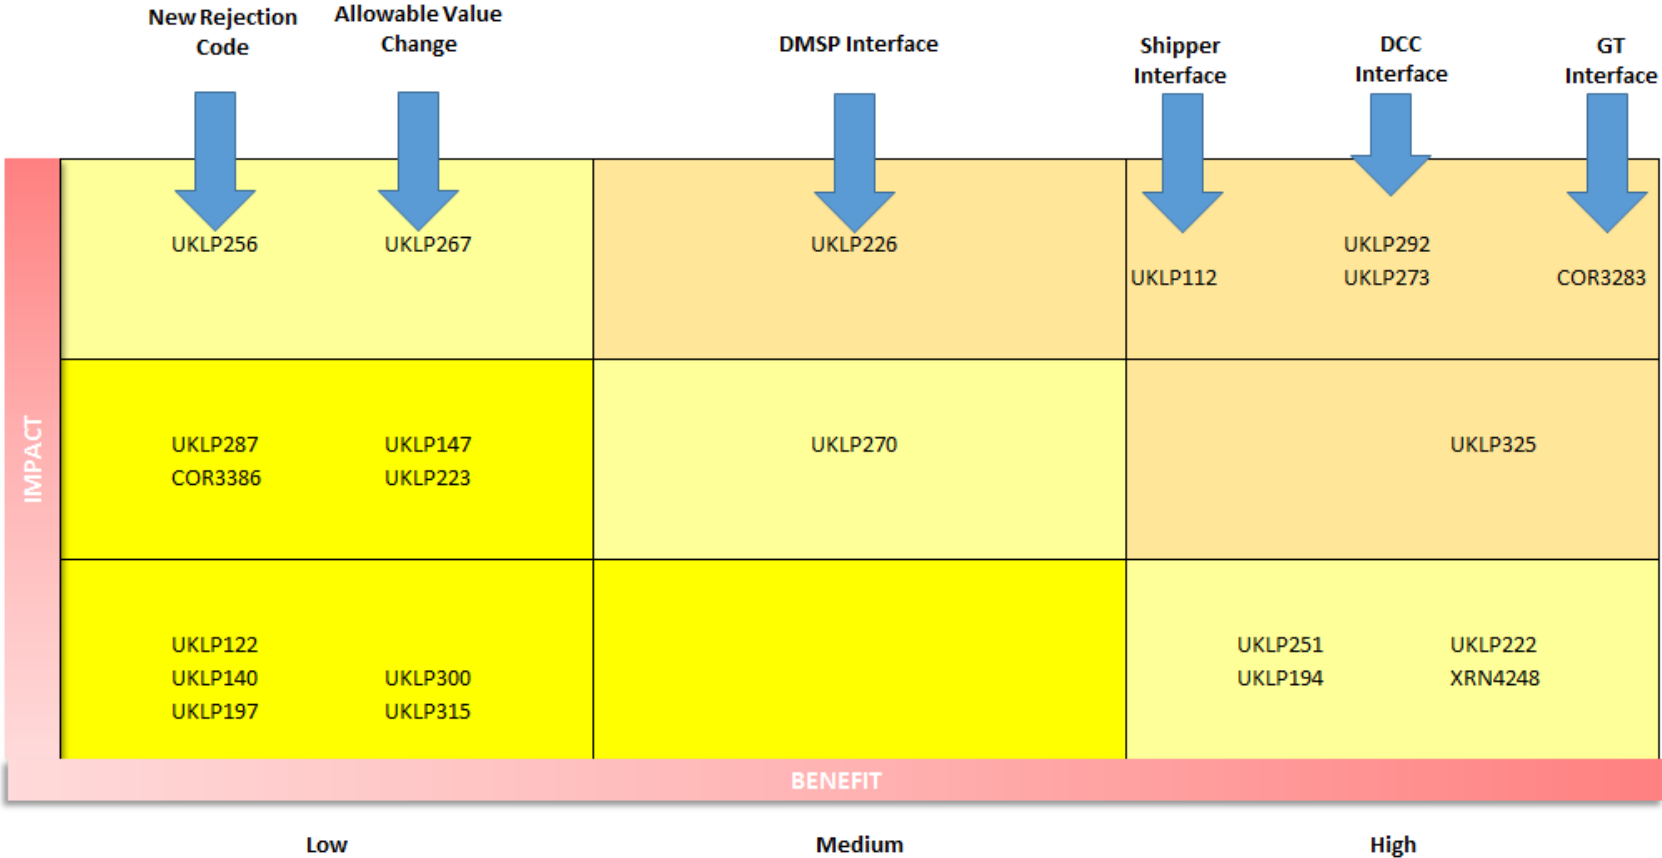 New Rejection
Code
Allowable Value
Change
DMSP Interface
Shipper
Interface
DCC
Interface
GT
Interface
UKLP256 UKLP267 UKLP226 UKLP292
UKLP112 UKLP273 COR3283
IMPACT
UKLP287 UKLP147 UKLP270 UKLP325
COR3386 UKLP223
UKLP122 UKLP251 UKLP222
UKLP140 UKLP300 UKLP194 XRN4248
UKLP197 UKLP315
BENEFIT
Low Medium High